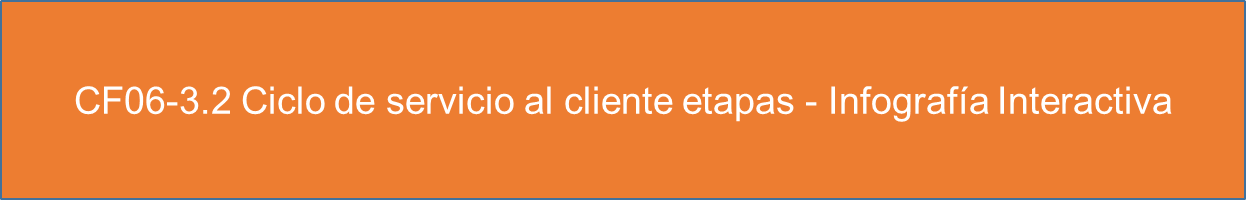 CF06-3.2 Ciclo de servicio al cliente etapas - Infografía Interactiva